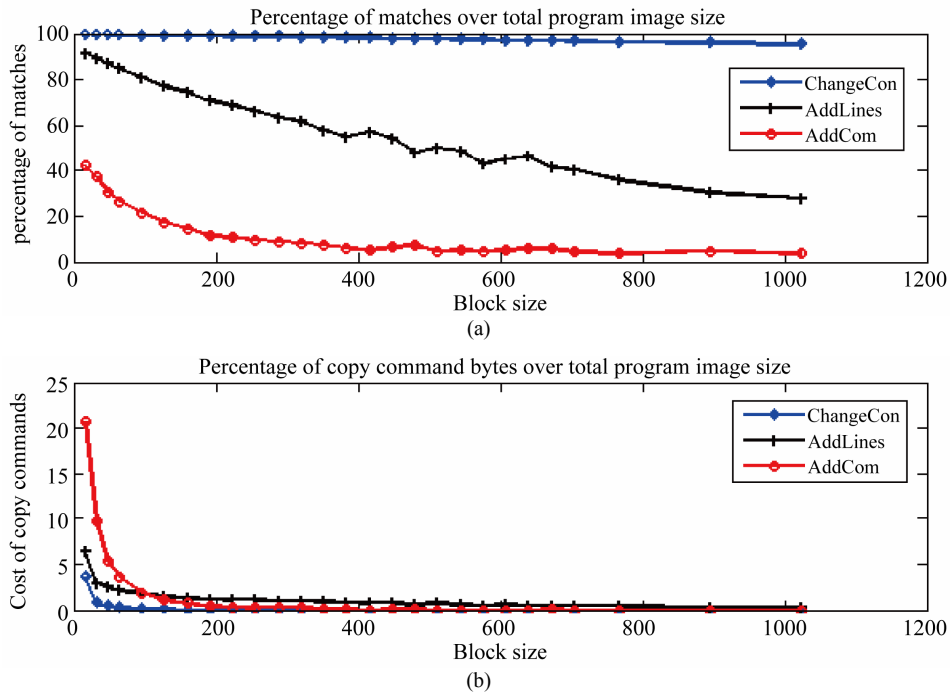 Percentage of matches over total program image size
percentage of matches
100
80
60
40
20
0
ChangeCon
AddLines
AddCom
0 200 400 600 800 1000 1200
Block size
(a)
Percentage of copy command bytes over total program image size
Cost of copy commands
25
20
15
10
5
0
ChangeCon
AddLines
AddCom
0 200 400 600 800 1000 1200
Block size
(b)